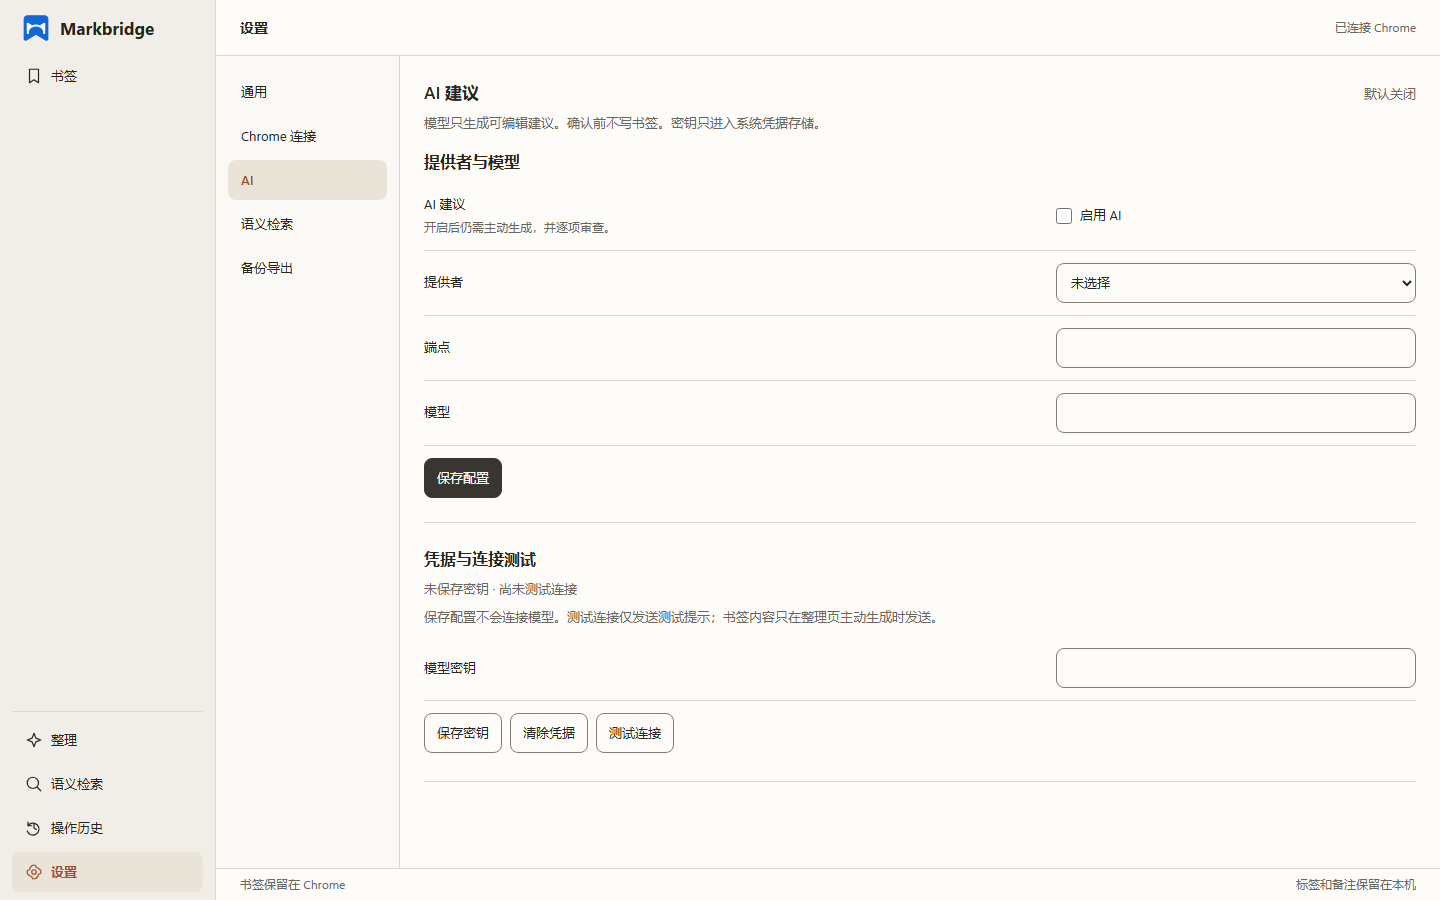 Markbridge
书签
整理
语义检索
操作历史
设置
设置
已连接 Chrome
通用
Chrome 连接
AI
语义检索
备份导出
AI 建议
默认关闭
模型只生成可编辑建议。确认前不写书签。密钥只进入系统凭据存储。
提供者与模型
AI 建议
开启后仍需主动生成，并逐项审查。
启用 AI
提供者
未选择
端点
模型
保存配置
凭据与连接测试
未保存密钥 · 尚未测试连接
保存配置不会连接模型。测试连接仅发送测试提示；书签内容只在整理页主动生成时发送。
模型密钥
保存密钥
清除凭据
测试连接
书签保留在 Chrome
标签和备注保留在本机